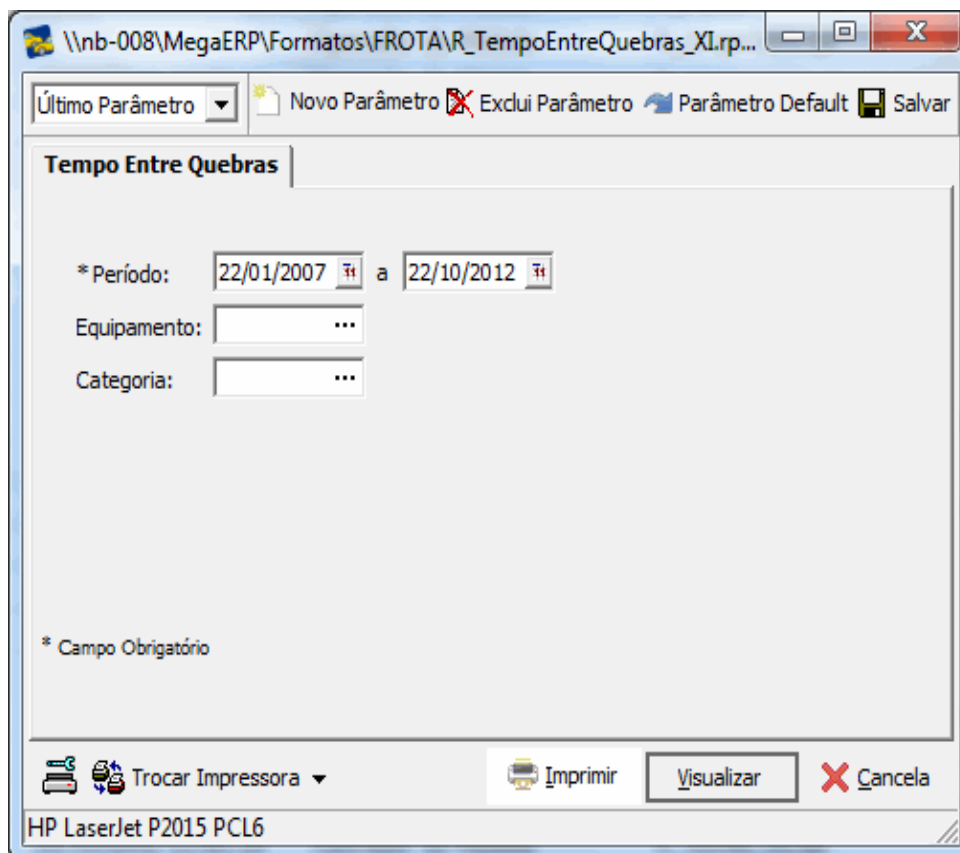 \\nb-008\MegaERP\Formatos\FROTA\R_TempoEntreQuebras_XI.rp...
Último Parâmetro Novo Parâmetro Exclui Parâmetro Parâmetro Default Salvar
Tempo Entre Quebras
* Período: 22/01/2007 a 22/10/2012
Equipamento: ...
Categoria: ...
* Campo Obrigatório
Trocar Impressora Imprimir Visualizar Cancela
HP LaserJet P2015 PCL6